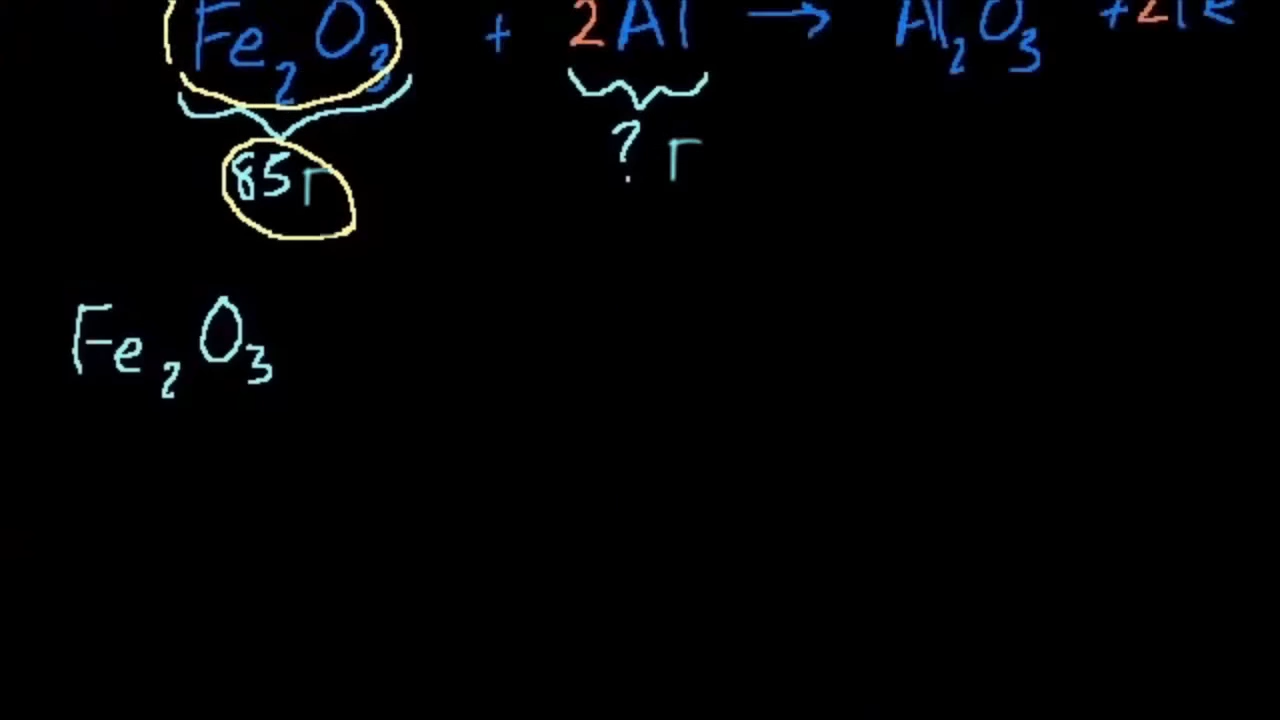 Fe₂O₃ + 2Al → Al₂O₃ + 2Fe
85 г ? г
Fe₂O₃